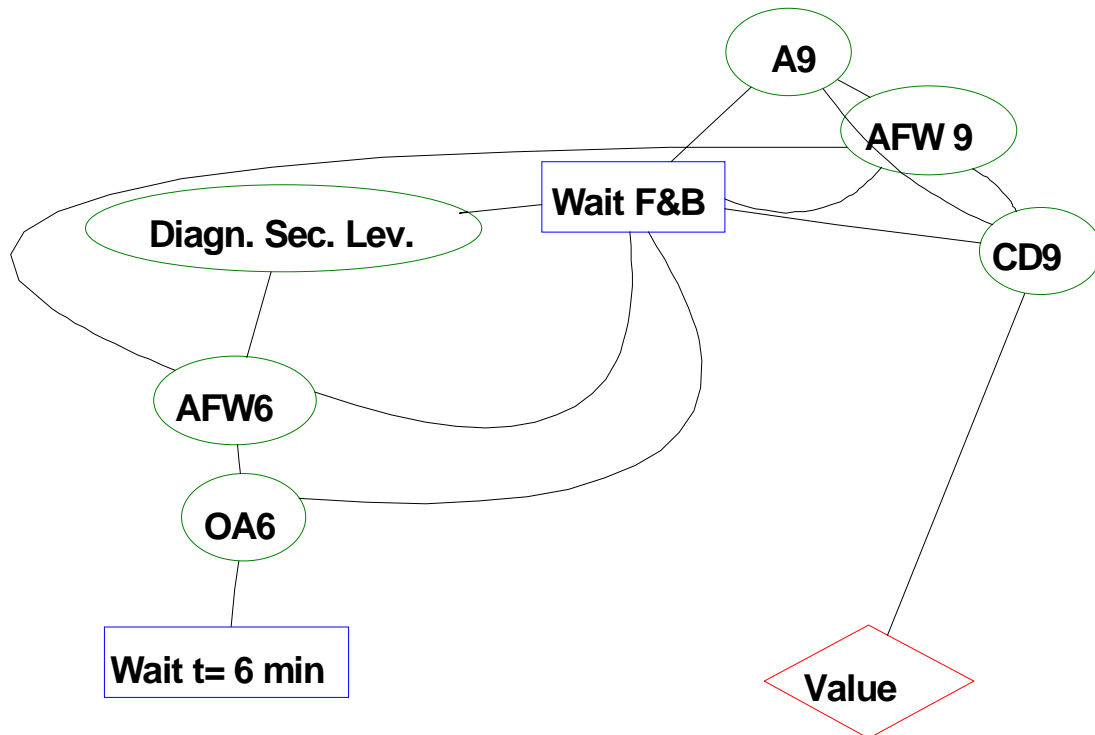 A9
AFW 9
Wait F&B
Diagn. Sec. Lev.
CD9
AFW6
OA6
Wait t= 6 min
Value